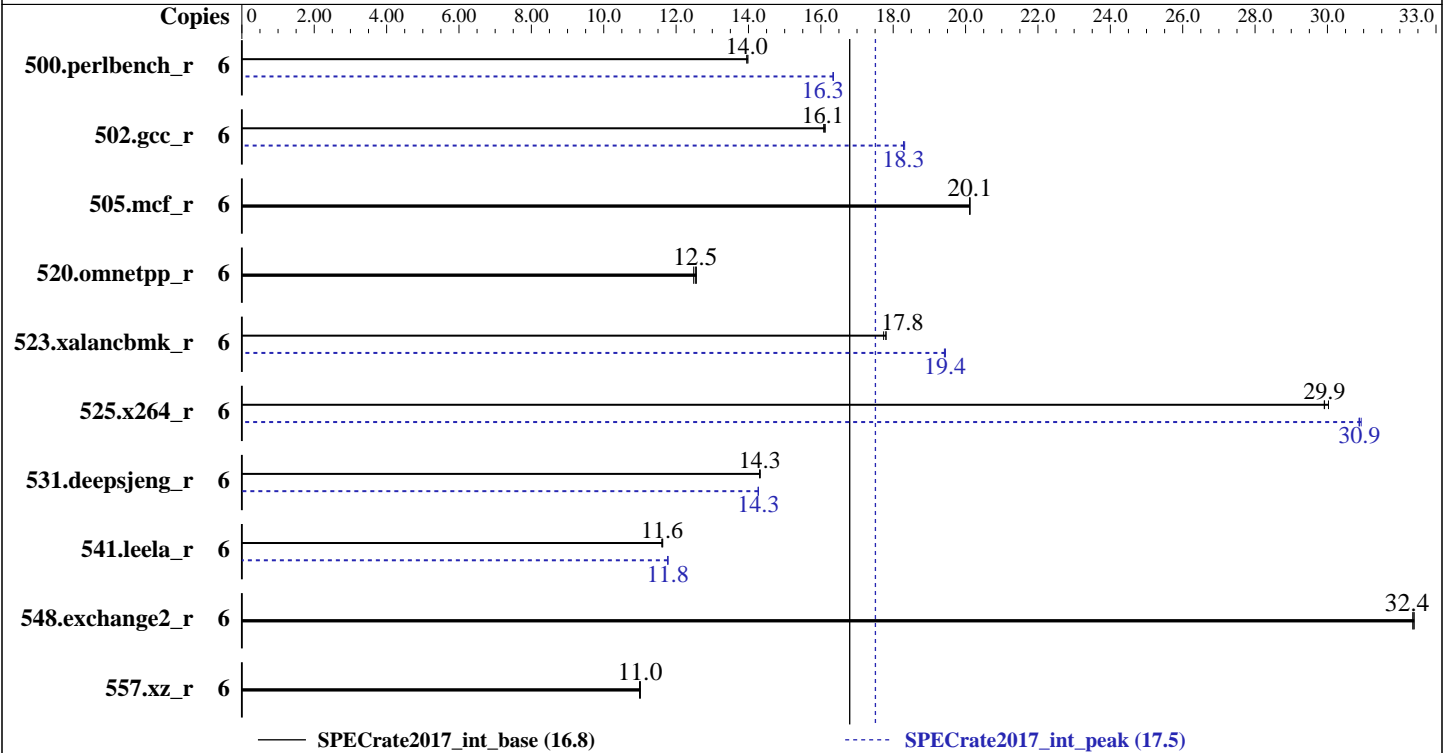 Copies 0 2.00 4.00 6.00 8.00 10.0 12.0 14.0 16.0 18.0 20.0 22.0 24.0 26.0 28.0 30.0 33.0
14.0
500.perlbench_r 6
16.3
16.1
502.gcc_r 6
18.3
20.1
505.mcf_r 6
12.5
520.omnetpp_r 6
17.8
523.xalancbmk_r 6
19.4
29.9
525.x264_r 6
30.9
14.3
531.deepsjeng_r 6
14.3
11.6
541.leela_r 6
11.8
32.4
548.exchange2_r 6
11.0
557.xz_r 6
SPECrate2017_int_base (16.8) SPECrate2017_int_peak (17.5)